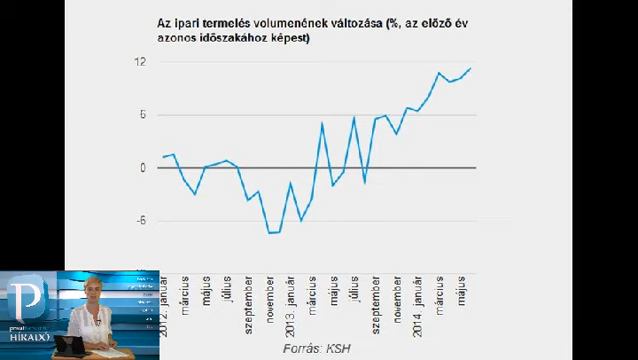 Az ipari termelés volumenének változása (%, az előző év
azonos időszakához képest)
12
6
0
-6
2012. január
március
május
július
szeptember
november
2013. január
március
május
július
szeptember
november
2014. január
március
május
Forrás: KSH
P
HÍRADÓ